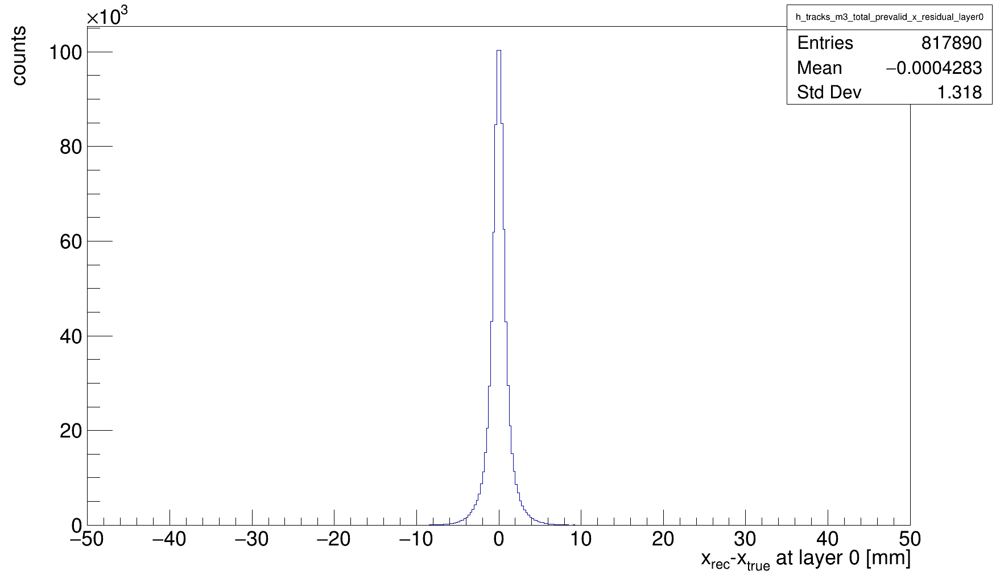 ×10³
h_tracks_m3_total_prevalid_x_residual_layer0
Entries 817890
Mean −0.0004283
Std Dev 1.318
counts
100
80
60
40
20
0
−50 −40 −30 −20 −10 0 10 20 30 40 50
x_rec-x_true at layer 0 [mm]